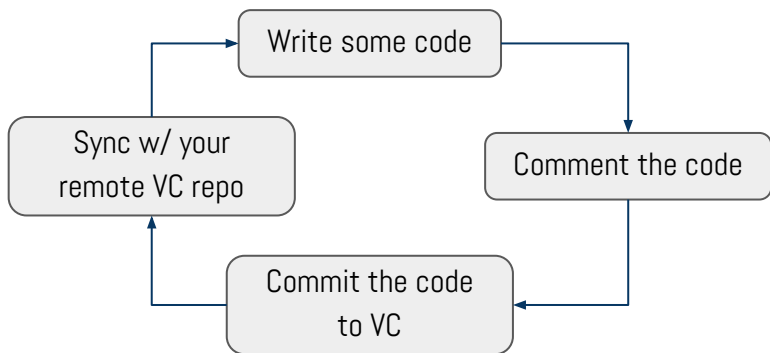 Write some code
Comment the code
Commit the code
to VC
Sync w/ your
remote VC repo